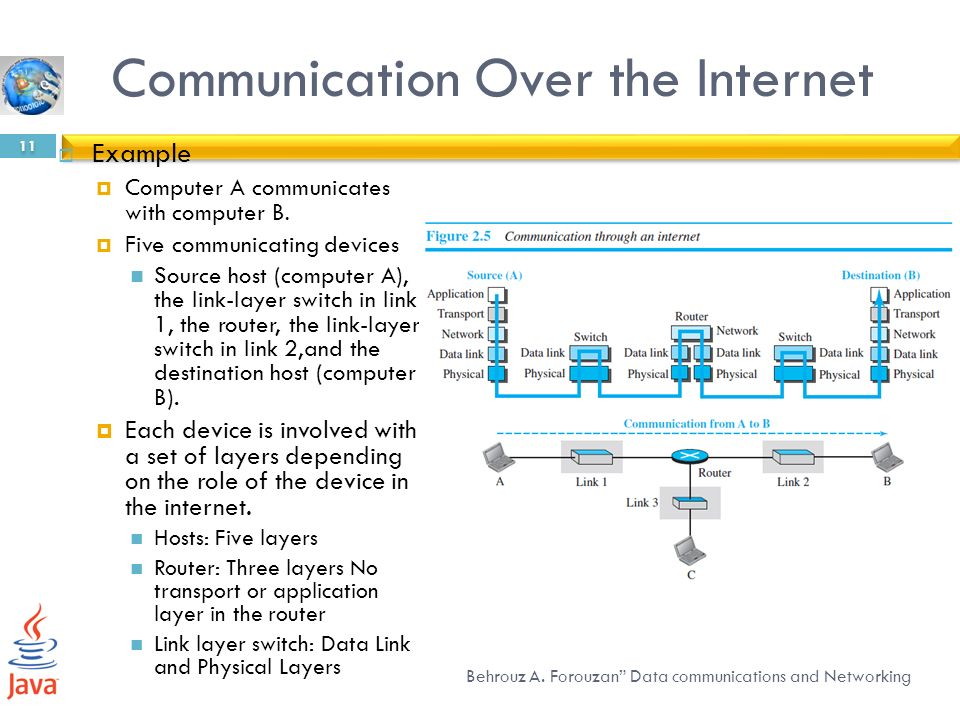 Communication Over the Internet
11
Example
Computer A communicates
with computer B.
Five communicating devices
Source host (computer A),
the link-layer switch in link
1, the router, the link-layer
switch in link 2,and the
destination host (computer
B).
Each device is involved with
a set of layers depending
on the role of the device in
the internet.
Hosts: Five layers
Router: Three layers No
transport or application
layer in the router
Link layer switch: Data Link
and Physical Layers
Figure 2.5 Communication through an internet
Source (A) Destination (B)
Application Application
Transport Router Transport
Network Switch Network Switch Network
Data link Data link Data link Data link Data link Data link
Physical Physical Physical Physical Physical Physical
Communication from A to B
A Link 1 Router Link 2 B
Link 3
C
Java
Behrouz A. Forouzan” Data communications and Networking